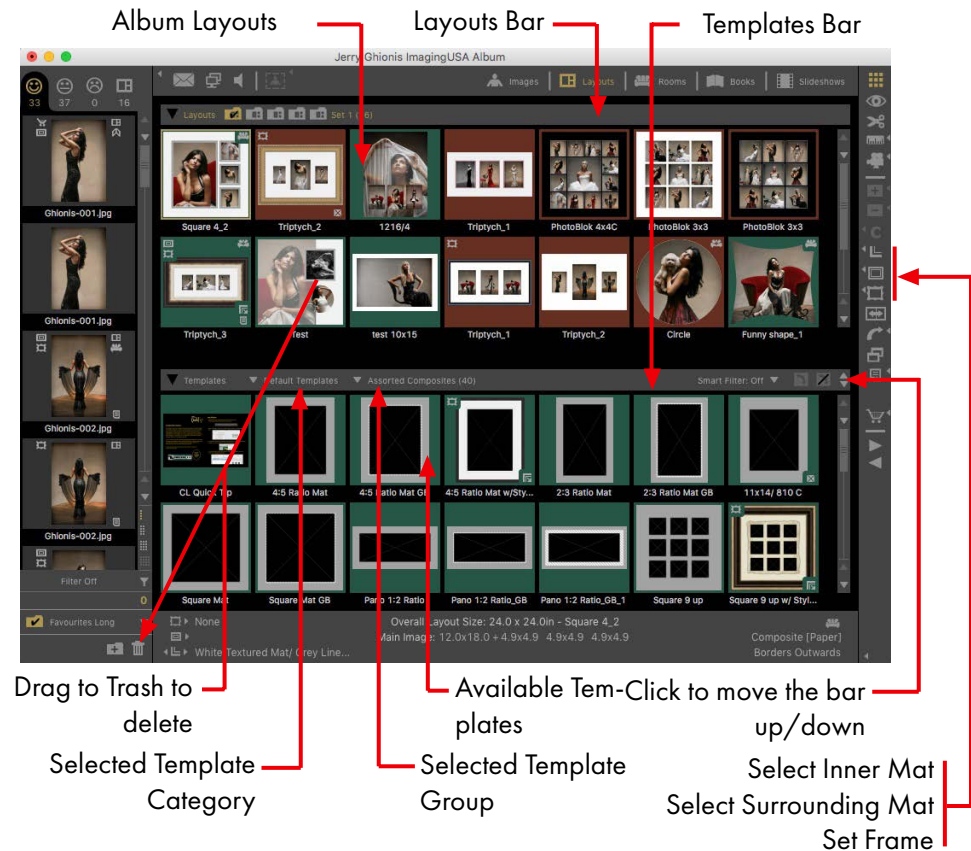 Album Layouts
Layouts Bar
Templates Bar
Jerry Ghionis ImagingUSA Album
33 37 0 16
Images Layouts Rooms Books Slideshows
Layouts Set 1 (16)
Ghionis-001.jpg
Square 4_2 Triptych_2 1216/4 Triptych_1 PhotoBlok 4x4C PhotoBlok 3x3 PhotoBlok 3x3
Ghionis-001.jpg
Triptych_3 Test test 10x15 Triptych_1 Triptych_2 Circle Funny shape_1
Templates Default Templates Assorted Composites (40) Smart Filter: Off
Ghionis-002.jpg
CL Quick Tip 4:5 Ratio Mat 4:5 Ratio Mat GB 4:5 Ratio Mat w/Sty... 2:3 Ratio Mat 2:3 Ratio Mat GB 11x14/ 810 C
Ghionis-002.jpg
Filter Off
0
Square Mat Square Mat GB Pano 1:2 Ratio Pano 1:2 Ratio_GB Pano 1:2 Ratio_GB_1 Square 9 up Square 9 up w/ Styl...
Favourites Long
None
Overall Layout Size: 24.0 x 24.0in - Square 4_2
Main Image: 12.0x18.0 + 4.9x4.9 4.9x4.9 4.9x4.9
Composite [Paper]
White Textured Mat/ Grey Line...
Borders Outwards
Drag to Trash to
delete
Available Tem-
plates
Click to move the bar
up/down
Selected Template
Category
Selected Template
Group
Select Inner Mat
Select Surrounding Mat
Set Frame